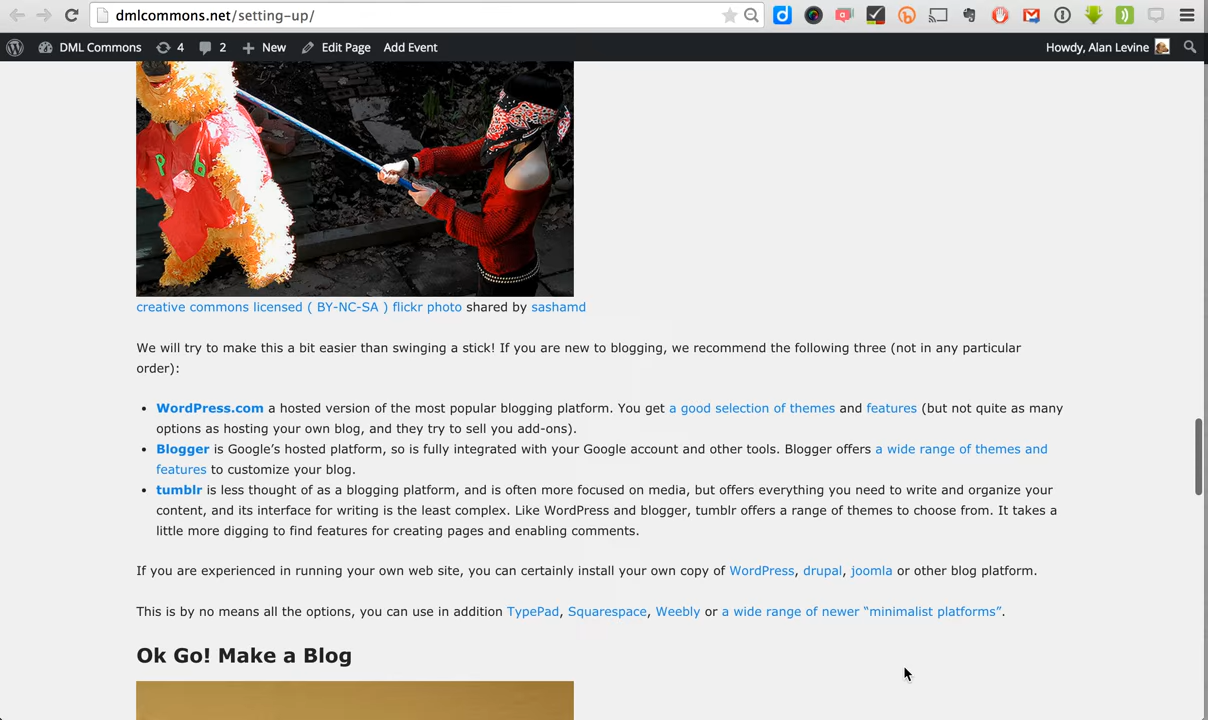 dmlcommons.net/setting-up/
DML Commons 4 2 New Edit Page Add Event Howdy, Alan Levine
P b
creative commons licensed ( BY-NC-SA ) flickr photo shared by sashamd
We will try to make this a bit easier than swinging a stick! If you are new to blogging, we recommend the following three (not in any particular
order):
• WordPress.com a hosted version of the most popular blogging platform. You get a good selection of themes and features (but not quite as many
options as hosting your own blog, and they try to sell you add-ons).
• Blogger is Google’s hosted platform, so is fully integrated with your Google account and other tools. Blogger offers a wide range of themes and
features to customize your blog.
• tumblr is less thought of as a blogging platform, and is often more focused on media, but offers everything you need to write and organize your
content, and its interface for writing is the least complex. Like WordPress and blogger, tumblr offers a range of themes to choose from. It takes a
little more digging to find features for creating pages and enabling comments.
If you are experienced in running your own web site, you can certainly install your own copy of WordPress, drupal, joomla or other blog platform.
This is by no means all the options, you can use in addition TypePad, Squarespace, Weebly or a wide range of newer “minimalist platforms”.
Ok Go! Make a Blog